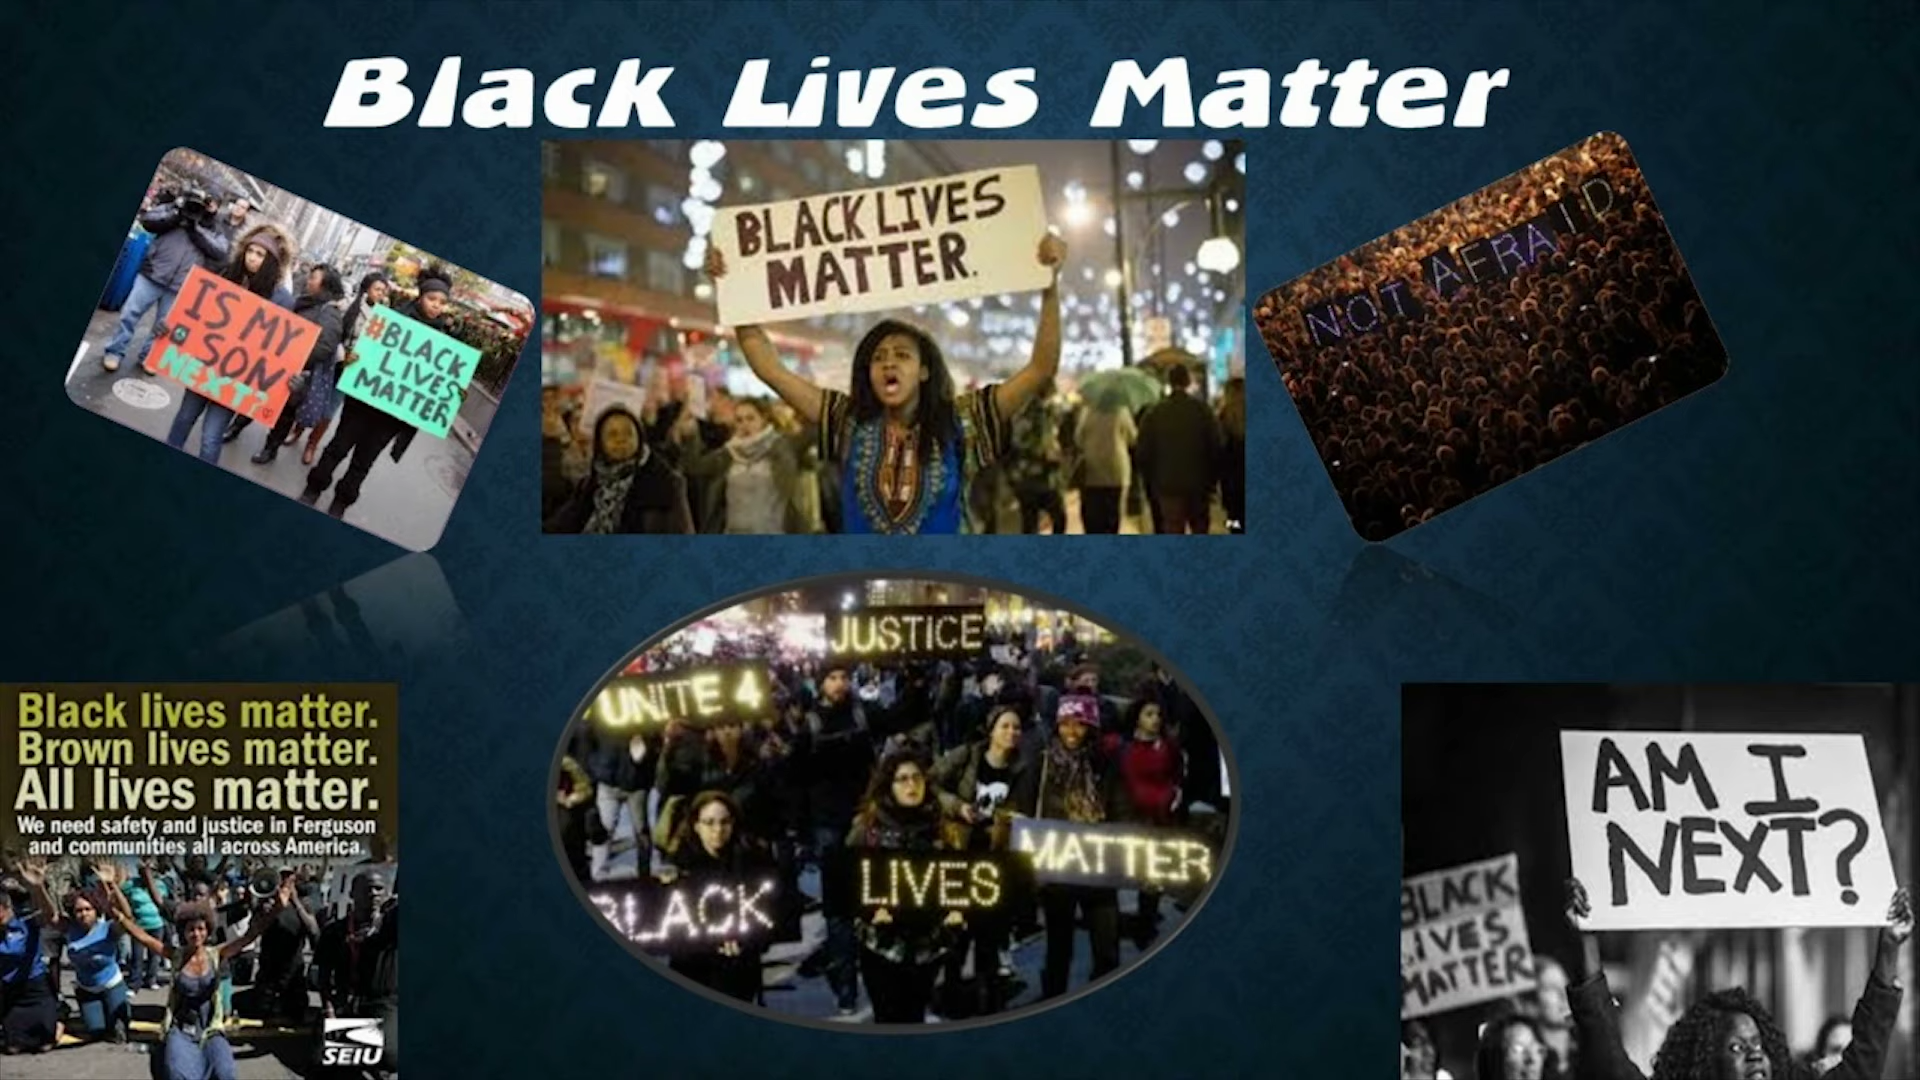 Black Lives Matter
IS MY
SON
NEXT?
#BLACK
LIVES
MATTER
BLACK LIVES
MATTER.
PA
NOT AFRAID
JUSTICE
UNITE 4
BLACK
LIVES
MATTER
Black lives matter.
Brown lives matter.
All lives matter.
We need safety and justice in Ferguson
and communities all across America.
SEIU
AM I
NEXT?
BLACK
LIVES
MATTER